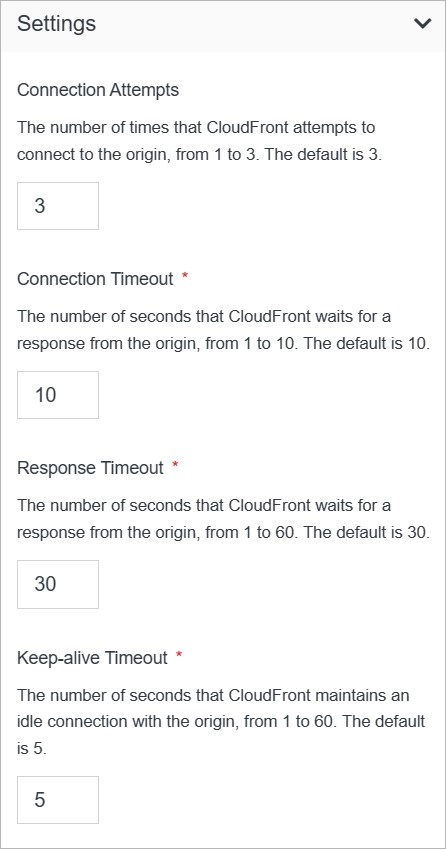 Settings
Connection Attempts
The number of times that CloudFront attempts to
connect to the origin, from 1 to 3. The default is 3.
3
Connection Timeout *
The number of seconds that CloudFront waits for a
response from the origin, from 1 to 10. The default is 10.
10
Response Timeout *
The number of seconds that CloudFront waits for a
response from the origin, from 1 to 60. The default is 30.
30
Keep-alive Timeout *
The number of seconds that CloudFront maintains an
idle connection with the origin, from 1 to 60. The default
is 5.
5